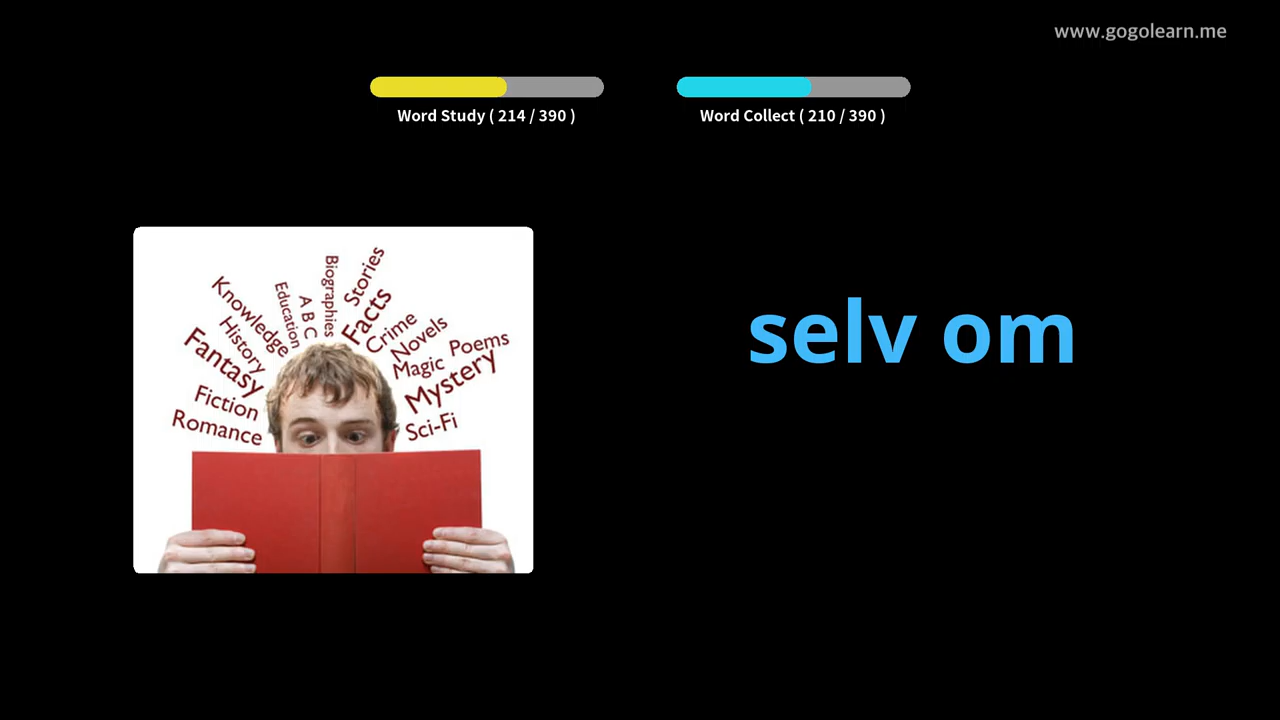 www.gogolearn.me
Word Study ( 214 / 390 )
Word Collect ( 210 / 390 )
selv om
Stories
Biographies
Facts
A B C
Education
Knowledge
Crime
Novels
History
Poems
Magic
Fantasy
Mystery
Fiction
Sci-Fi
Romance